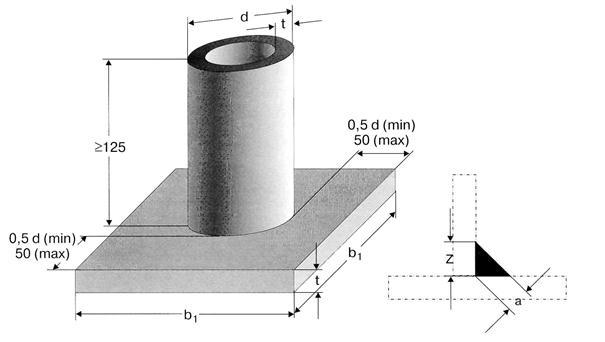 d
t
≥125
0,5 d (min)
50 (max)
0,5 d (min)
50 (max)
b₁
t
b₁
Z
a